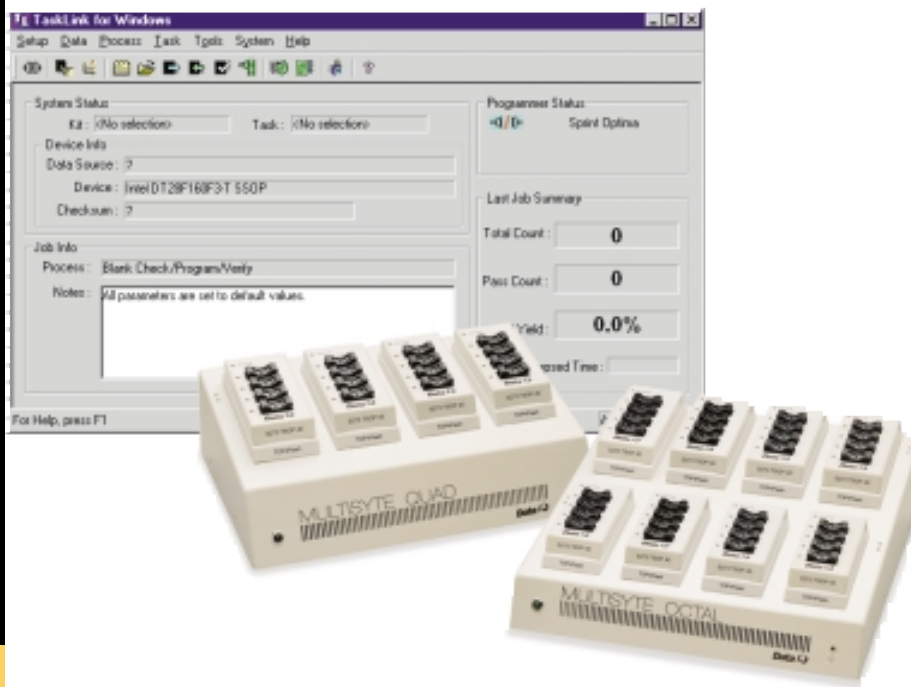 TaskLink for Windows
Setup Data Process Task Tools System Help
System Status
Kit: <No selection> Task: <No selection>
Device Info
Data Source: ?
Device: Intel DT28F160F3-T SSOP
Checksum: ?
Job Info
Process: Blank Check/Program/Verify
Notes: All parameters are set to default values.
Programmer Status
Sprint Optima
Last Job Summary
Total Count: 0
Pass Count: 0
Yield: 0.0%
Time:
For Help, press F1
MULTISYTE QUAD
Data I/O
MULTISYTE OCTAL
Data I/O